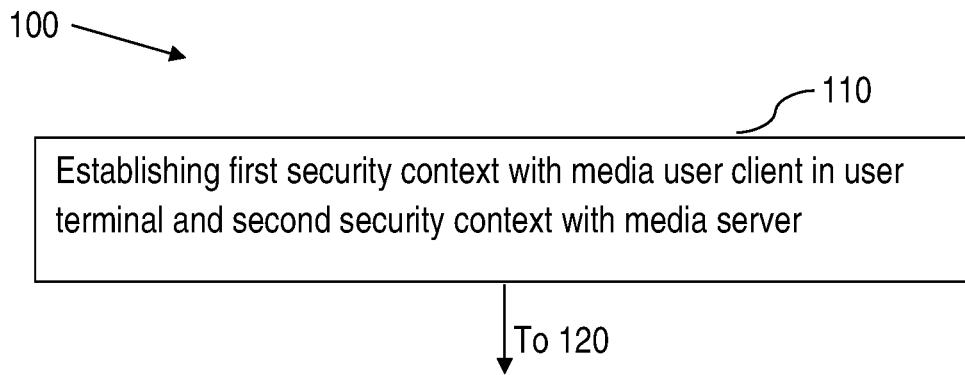 100
110
Establishing first security context with media user client in user
terminal and second security context with media server
To 120